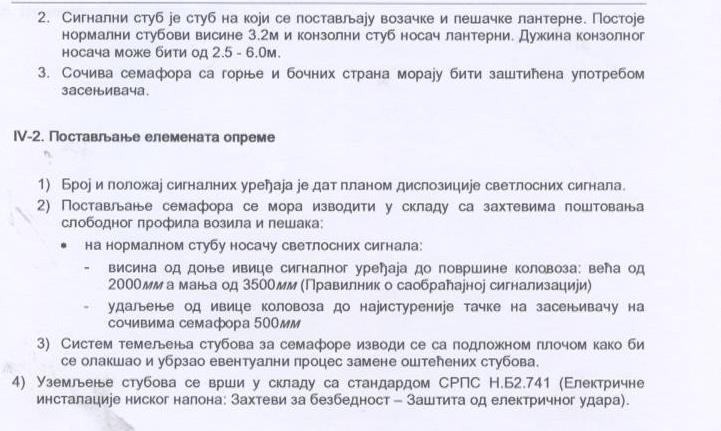 2. Сигнални стуб је стуб на који се постављају возачке и пешачке лантерне. Постоје
нормални стубови висине 3.2м и конзолни стуб носач лантерни. Дужина конзолног
носача може бити од 2.5 - 6.0м.
3. Сочива семафора са горње и бочних страна морају бити заштићена употребом
засењивача.
IV-2. Постављање елемената опреме
1) Број и положај сигналних уређаја је дат планом диспозиције светлосних сигнала.
2) Постављање семафора се мора изводити у складу са захтевима поштовања
слободног профила возила и пешака:
• на нормалном стубу носачу светлосних сигнала:
- висина од доње ивице сигналног уређаја до површине коловоза: већа од
2000мм а мања од 3500мм (Правилник о саобраћајној сигнализацији)
- удаљење од ивице коловоза до најистуреније тачке на засењивачу на
сочивима семафора 500мм
3) Систем темељења стубова за семафоре изводи се са подложном плочом како би
се олакшао и убрзао евентуални процес замене оштећених стубова.
4) Уземљење стубова се врши у складу са стандардом СРПС Н.Б2.741 (Електричне
инсталације ниског напона: Захтеви за безбедност – Заштита од електричног удара).